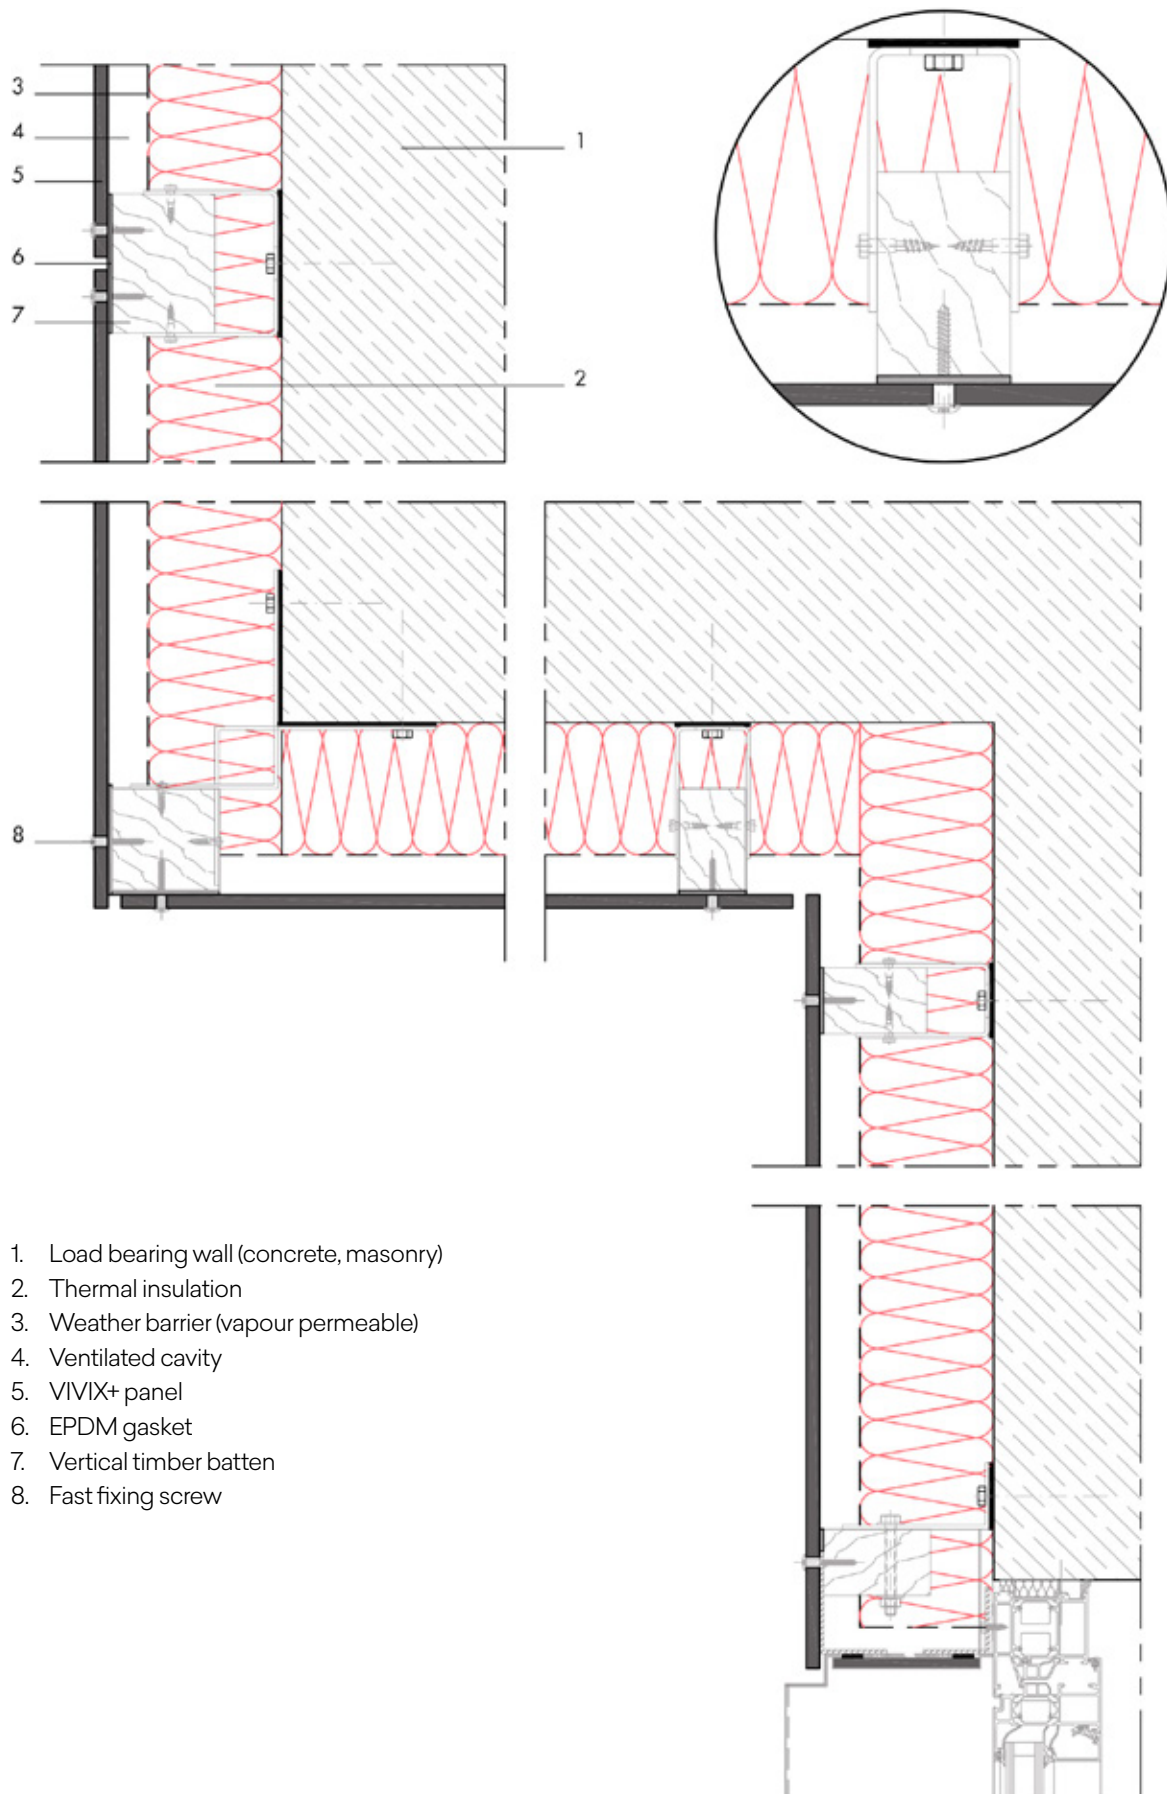 3
4
5
6
7
1
2
8
1. Load bearing wall (concrete, masonry)
2. Thermal insulation
3. Weather barrier (vapour permeable)
4. Ventilated cavity
5. VIVIX+ panel
6. EPDM gasket
7. Vertical timber batten
8. Fast fixing screw